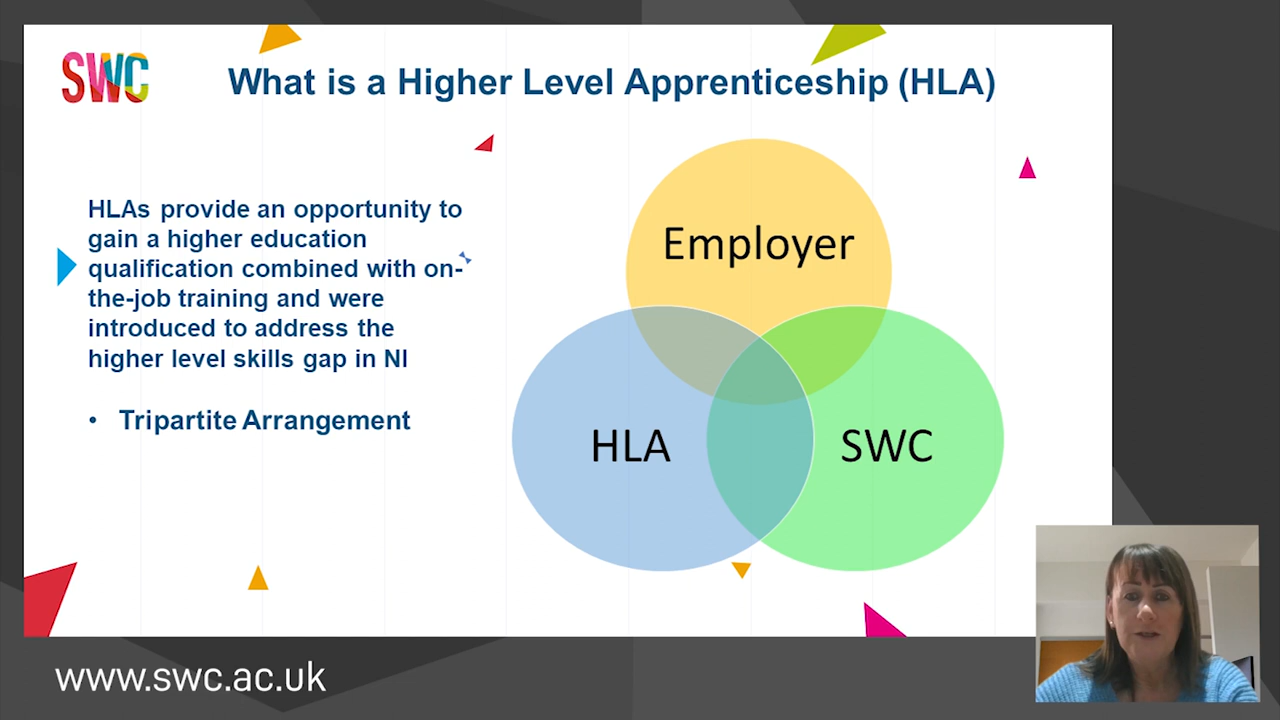 SWC
What is a Higher Level Apprenticeship (HLA)
HLAs provide an opportunity to
gain a higher education
qualification combined with on-
the-job training and were
introduced to address the
higher level skills gap in NI
• Tripartite Arrangement
Employer
HLA
SWC
www.swc.ac.uk